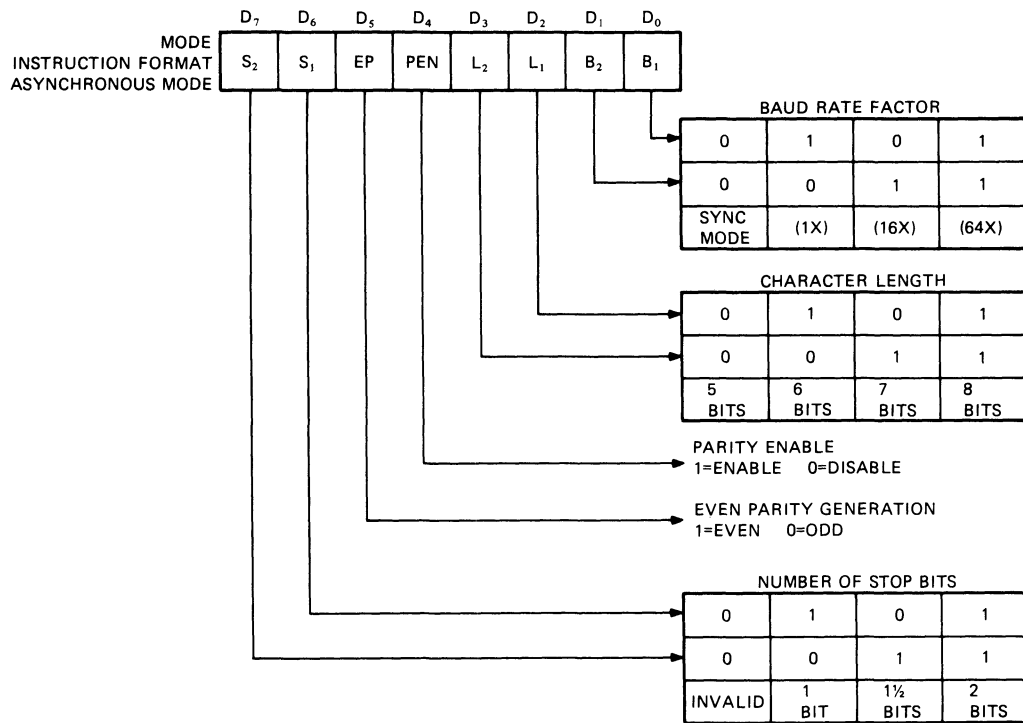 D₇ D₆ D₅ D₄ D₃ D₂ D₁ D₀
MODE
INSTRUCTION FORMAT
ASYNCHRONOUS MODE
S₂ S₁ EP PEN L₂ L₁ B₂ B₁
BAUD RATE FACTOR
0 1 0 1
0 0 1 1
SYNC MODE (1X) (16X) (64X)
CHARACTER LENGTH
0 1 0 1
0 0 1 1
5 BITS 6 BITS 7 BITS 8 BITS
PARITY ENABLE
1=ENABLE 0=DISABLE
EVEN PARITY GENERATION
1=EVEN 0=ODD
NUMBER OF STOP BITS
0 1 0 1
0 0 1 1
INVALID 1 BIT 1½ BITS 2 BITS